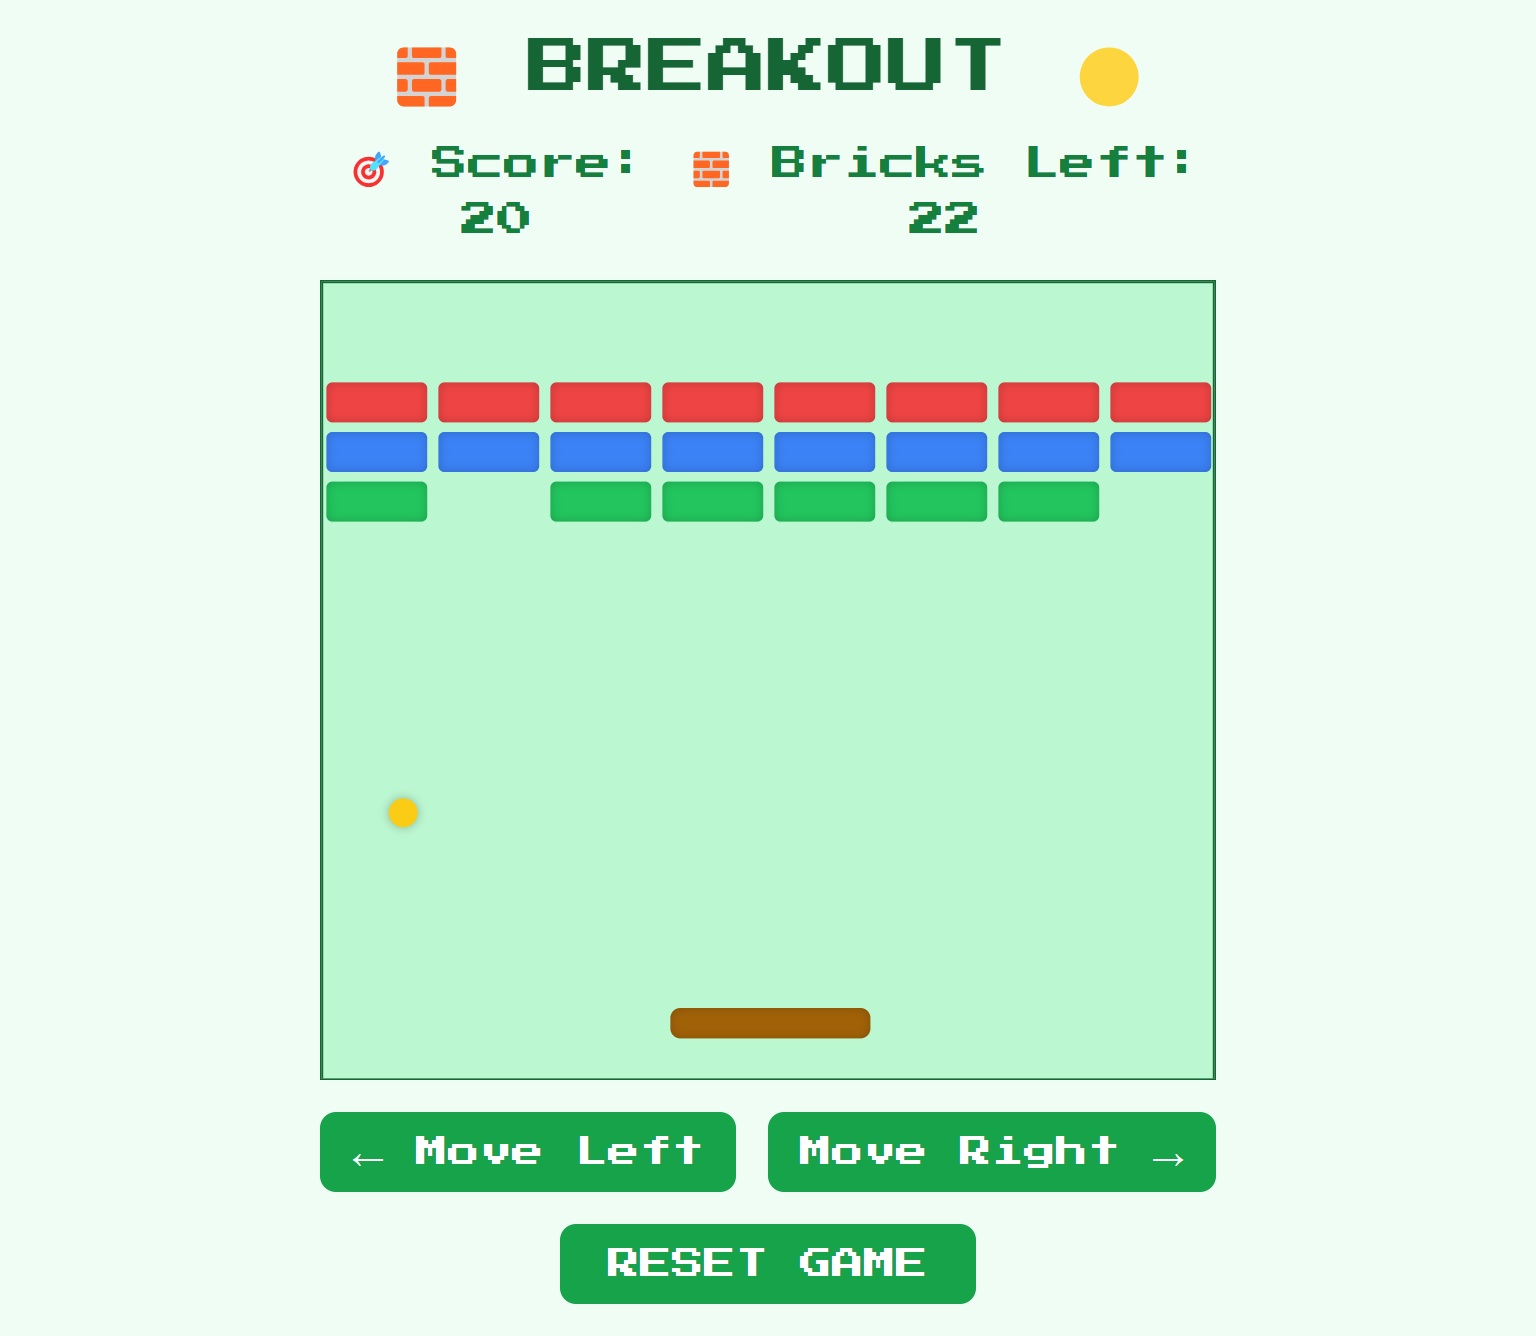 BREAKOUT
Score: Bricks Left:
20 22
← Move Left Move Right →
RESET GAME